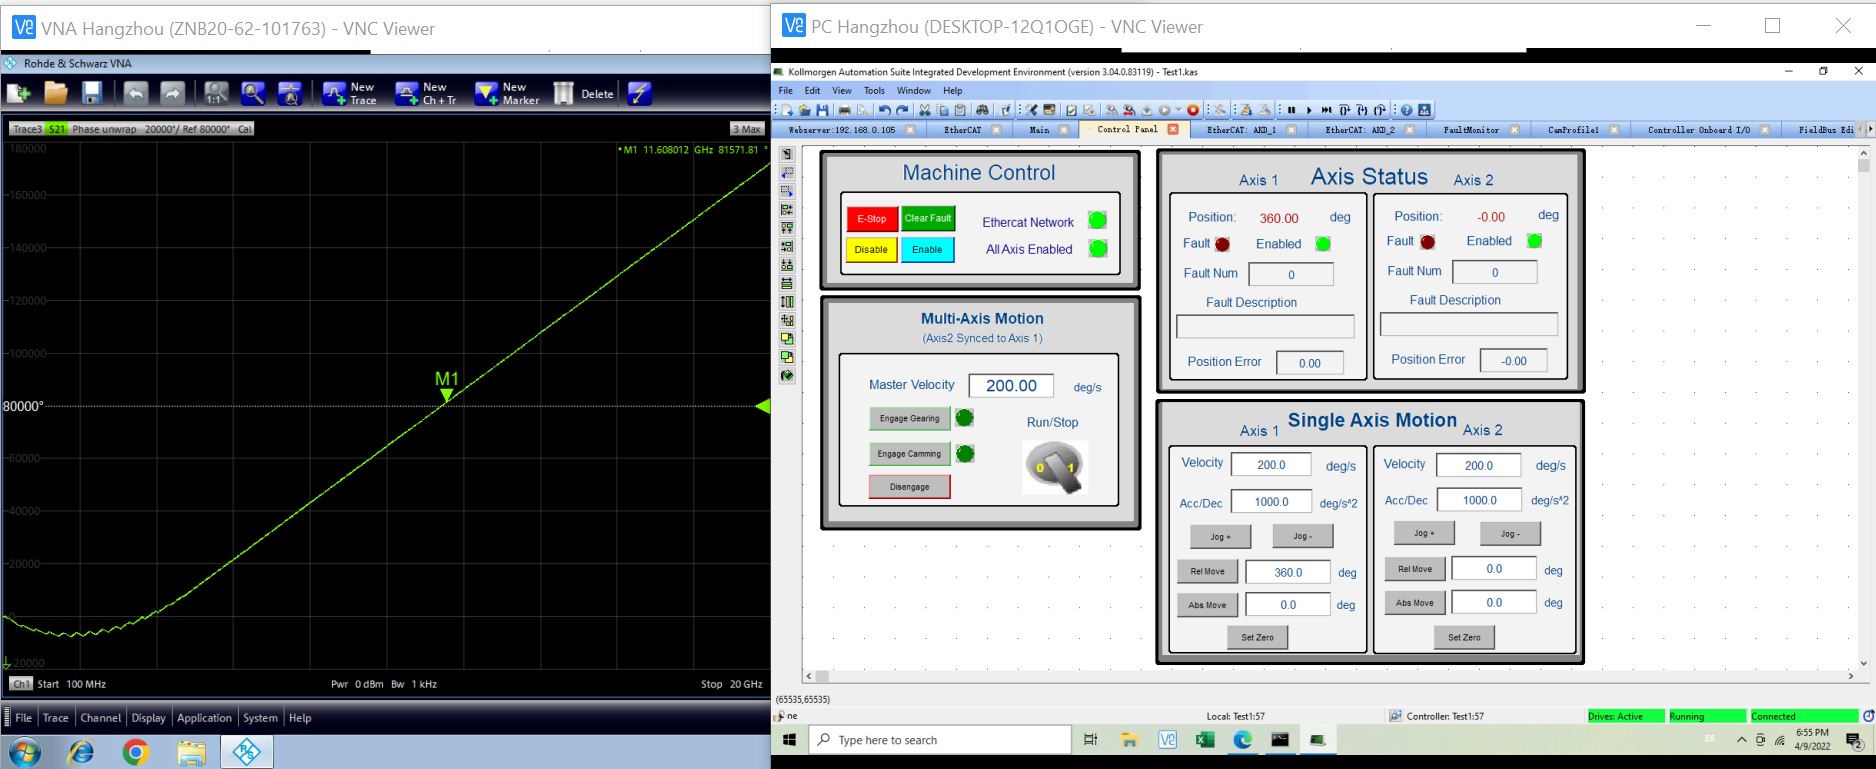 VNA Hangzhou (ZNB20-62-101763) - VNC Viewer
Rohde & Schwarz VNA
New Trace
New Ch + Tr
New Marker
Delete
Trace3 S21 Phase unwrap 20000°/ Ref 80000° Cal
3 Max
180000
•M1 11.608012 GHz 81571.81 °
160000
140000
120000
100000
M1
80000°
60000
40000
20000
0
20000
Ch1 Start 100 MHz
Pwr 0 dBm Bw 1 kHz
Stop 20 GHz
File Trace Channel Display Application System Help
PC Hangzhou (DESKTOP-12Q1OGE) - VNC Viewer
Kollmorgen Automation Suite Integrated Development Environment (version 3.04.0.83119) - Test1.kas
File Edit View Tools Window Help
Webserver:192.168.0.105 EtherCAT Main Control Panel EtherCAT: AKD_1 EtherCAT: AKD_2 FaultMonitor CamProfile1 Controller Onboard I/O FieldBus Edi
Machine Control
E-Stop Clear Fault
Ethercat Network
Disable Enable
All Axis Enabled
Multi-Axis Motion
(Axis2 Synced to Axis 1)
Master Velocity 200.00 deg/s
Engage Gearing
Run/Stop
Engage Camming
0 1
Disengage
Axis 1 Axis Status Axis 2
Position: 360.00 deg
Fault Enabled
Fault Num 0
Fault Description
Position Error 0.00
Position: -0.00 deg
Fault Enabled
Fault Num 0
Fault Description
Position Error -0.00
Single Axis Motion
Axis 1 Axis 2
Velocity 200.0 deg/s
Acc/Dec 1000.0 deg/s^2
Jog + Jog -
Rel Move 360.0 deg
Abs Move 0.0 deg
Set Zero
Velocity 200.0 deg/s
Acc/Dec 1000.0 deg/s^2
Jog + Jog -
Rel Move 0.0 deg
Abs Move 0.0 deg
Set Zero
(65535,65535)
ne
Local: Test1:57
Controller: Test1:57
Drives: Active
Running
Connected
Type here to search
6:55 PM
4/9/2022
2